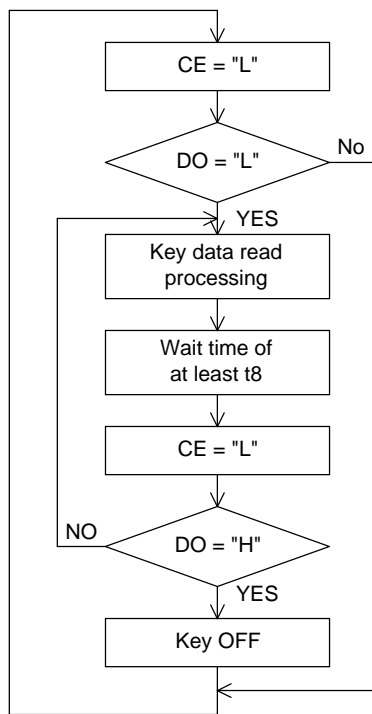 CE = "L"
DO = "L"
No
YES
Key data read
processing
Wait time of
at least t8
CE = "L"
DO = "H"
NO
YES
Key OFF